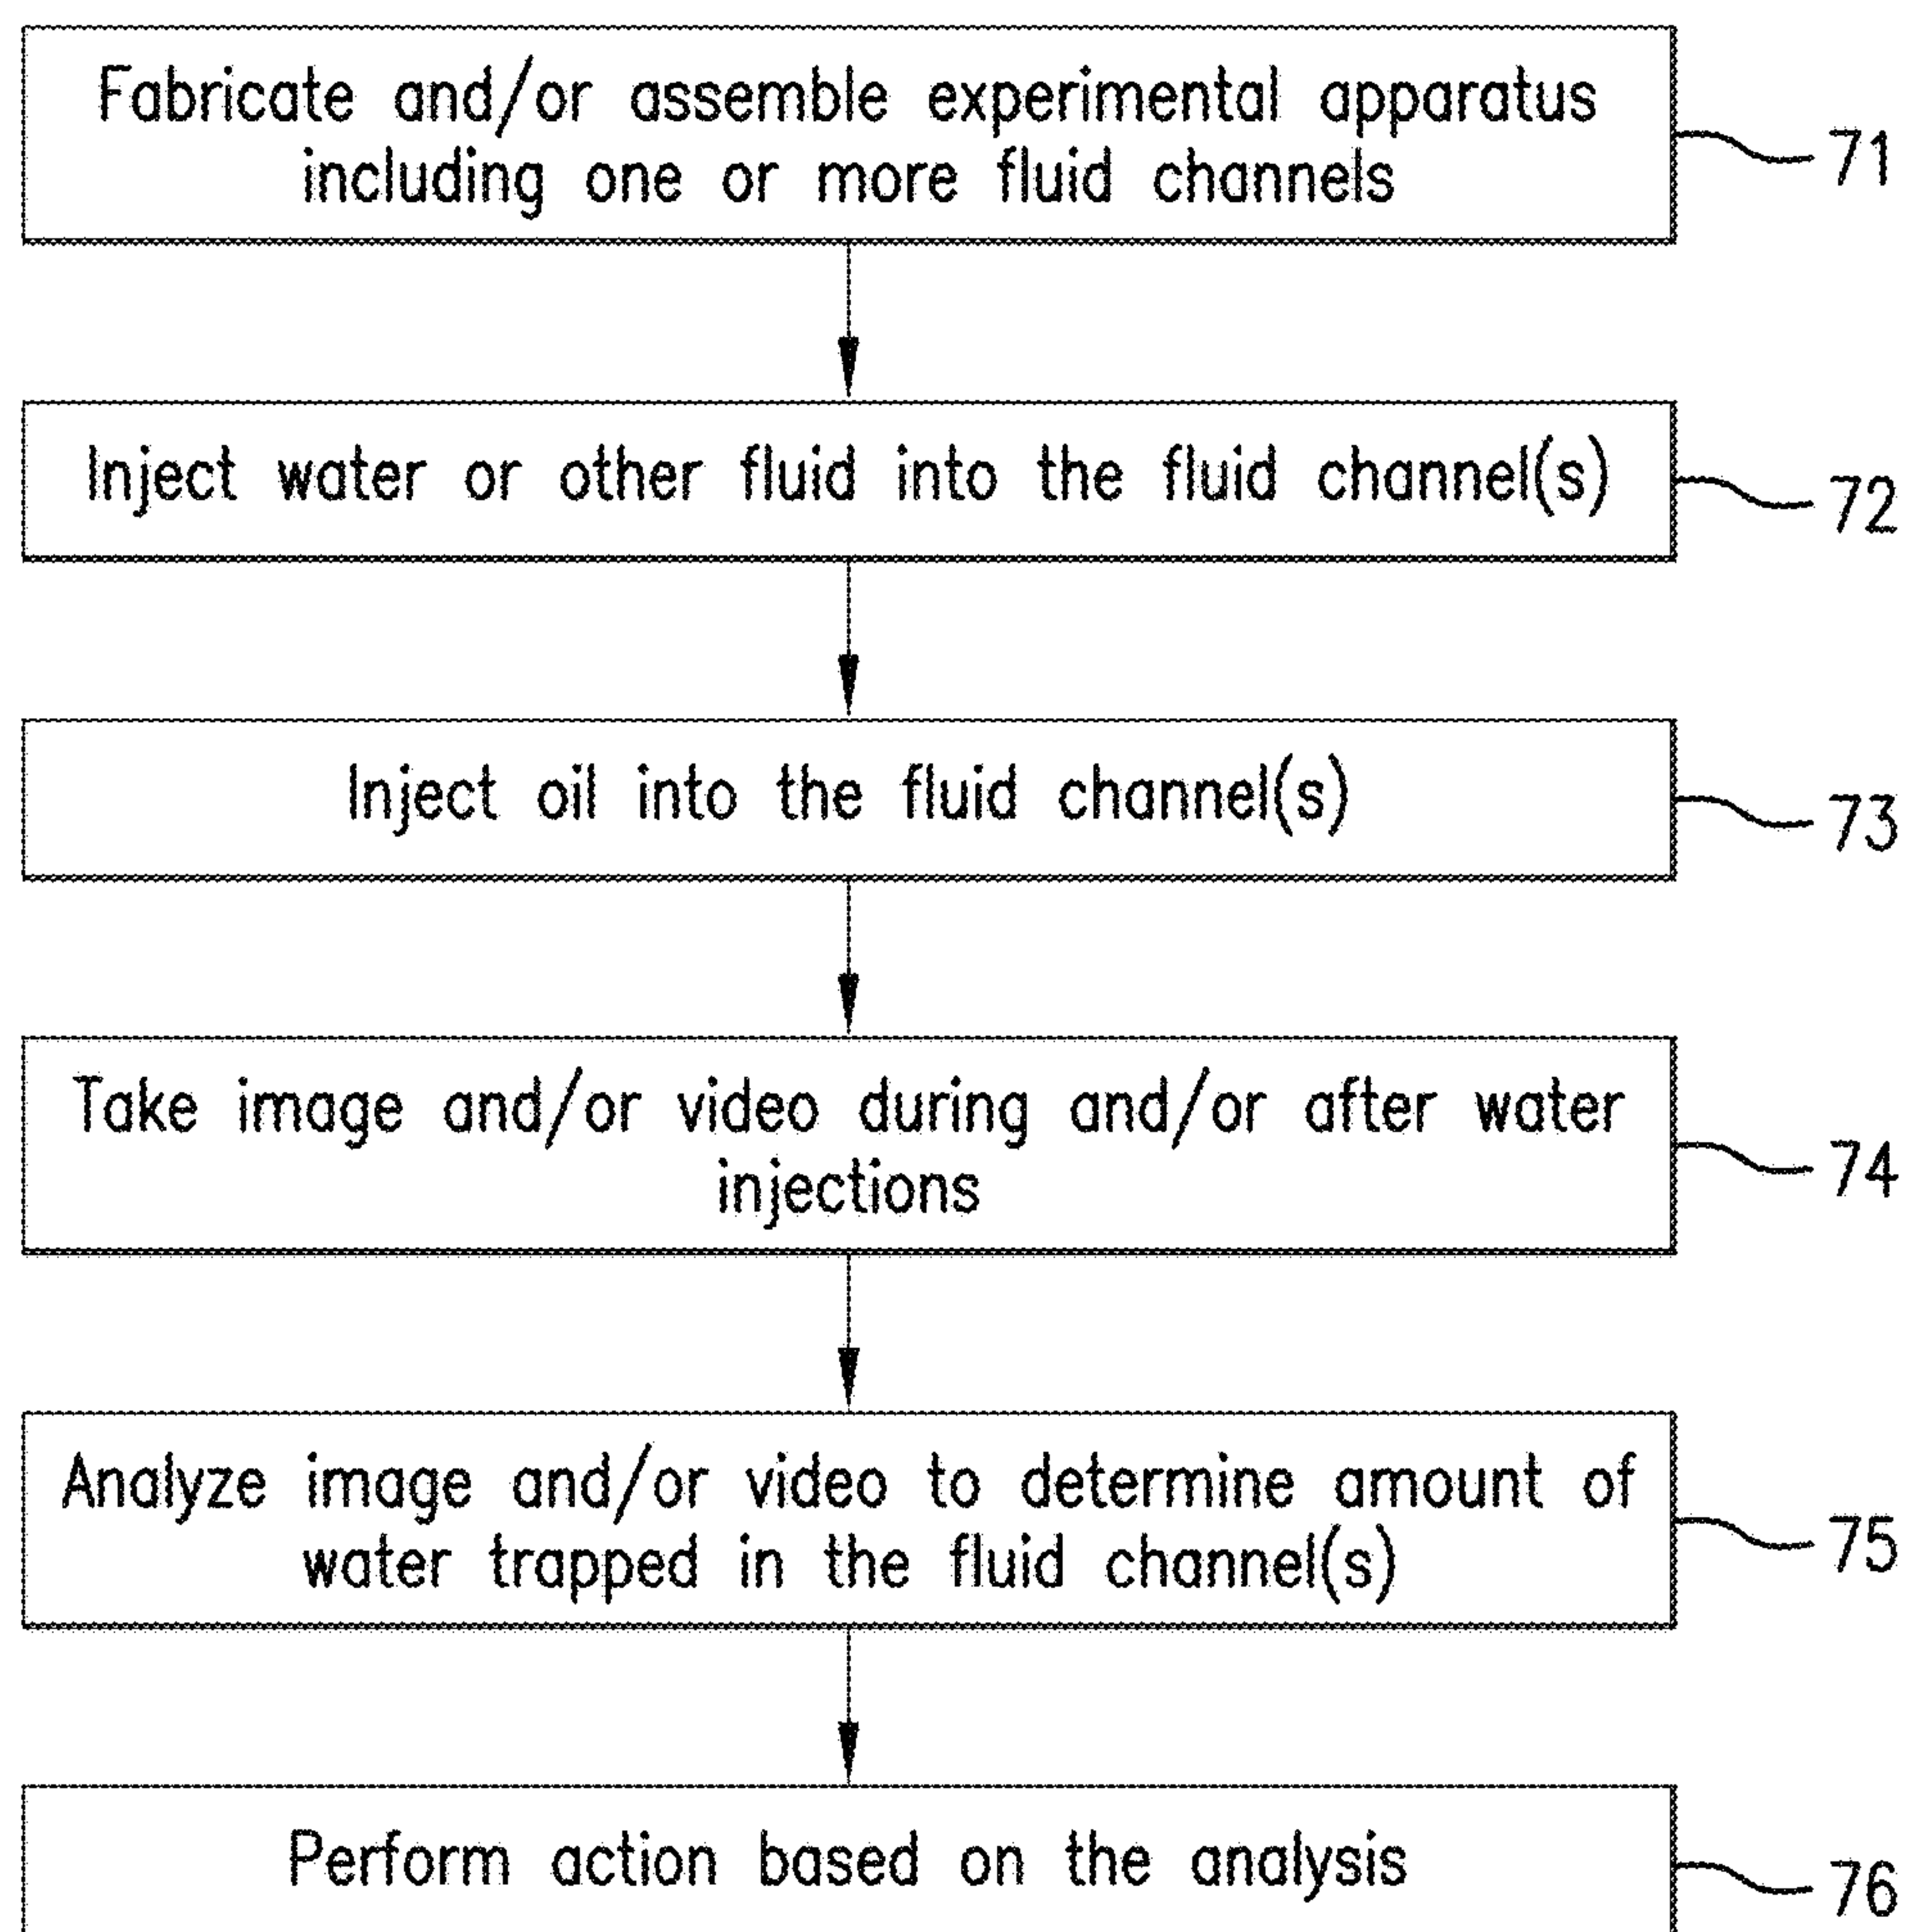 Fabricate and/or assemble experimental apparatus
including one or more fluid channels
71
Inject water or other fluid into the fluid channel(s)
72
Inject oil into the fluid channel(s)
73
Take image and/or video during and/or after water
injections
74
Analyze image and/or video to determine amount of
water trapped in the fluid channel(s)
75
Perform action based on the analysis
76